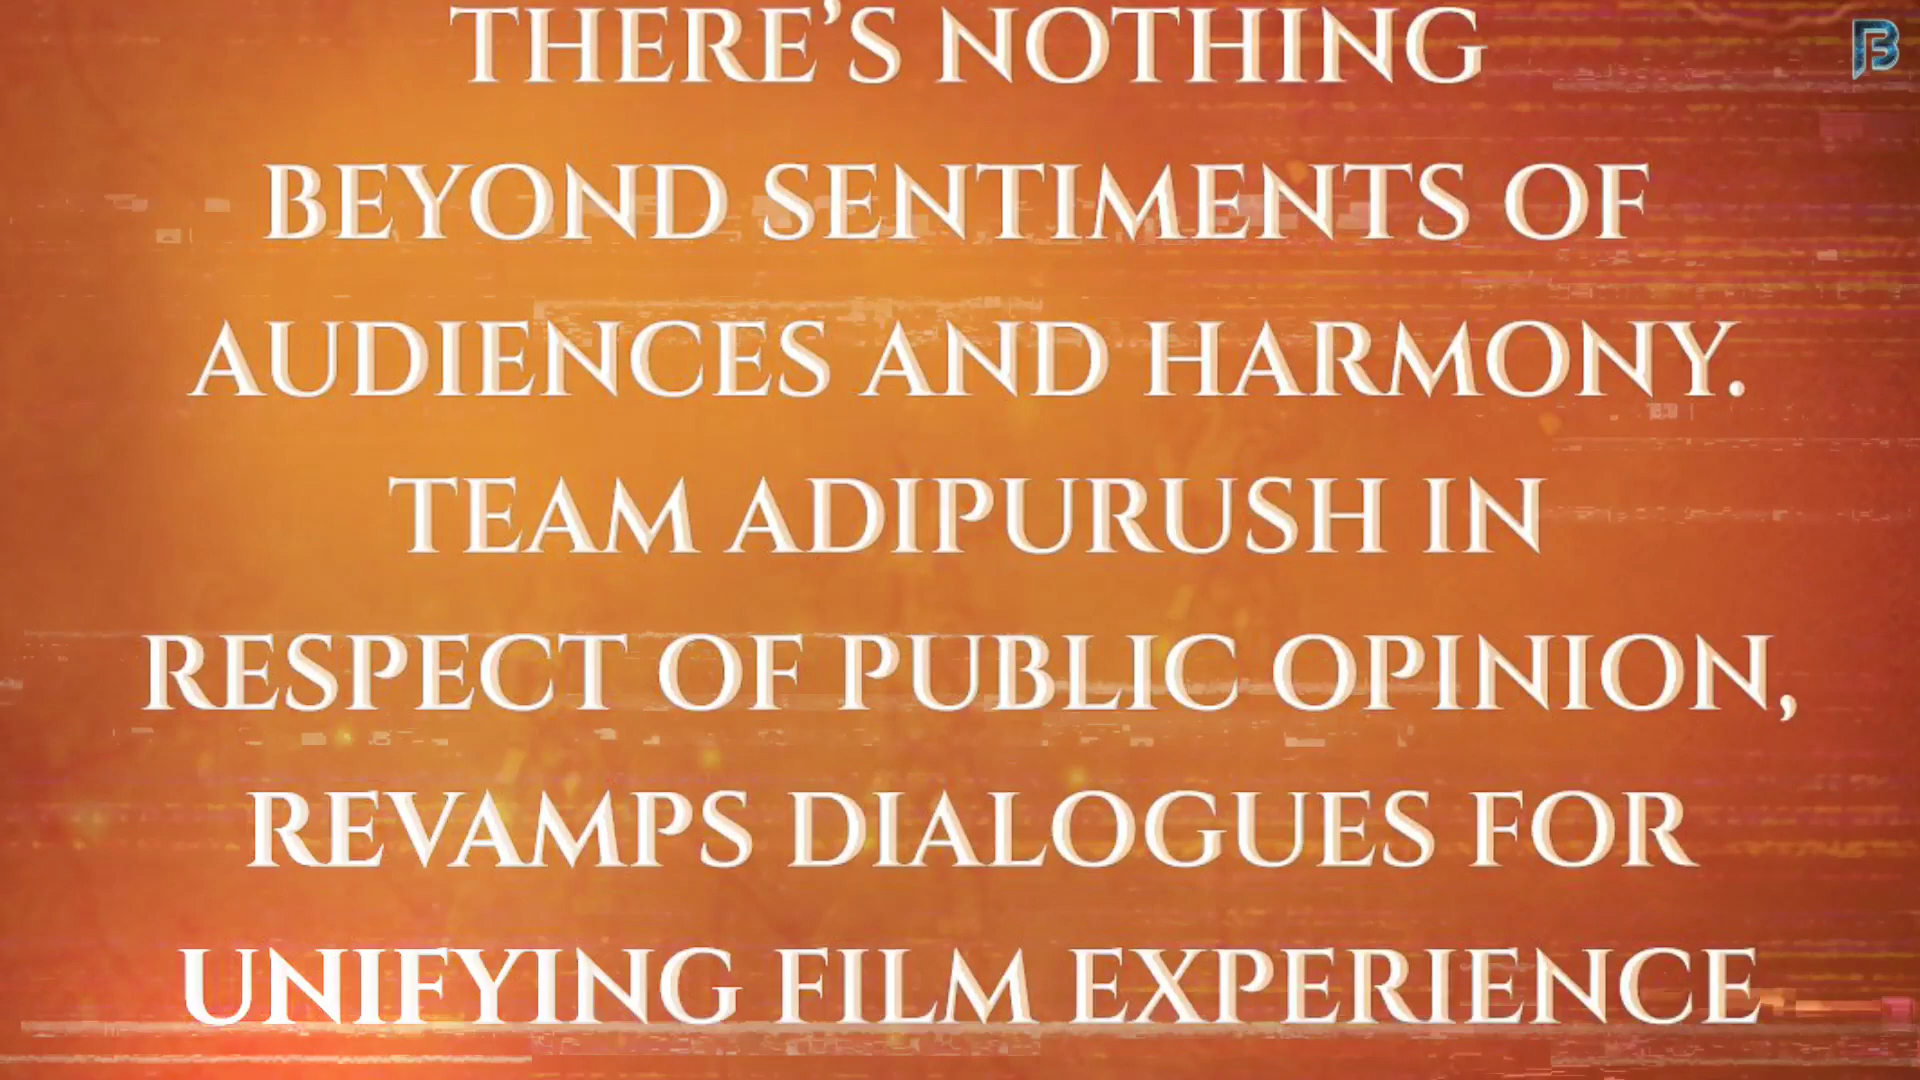 THERE’S NOTHING
BEYOND SENTIMENTS OF
AUDIENCES AND HARMONY.
TEAM ADIPURUSH IN
RESPECT OF PUBLIC OPINION,
REVAMPS DIALOGUES FOR
UNIFYING FILM EXPERIENCE